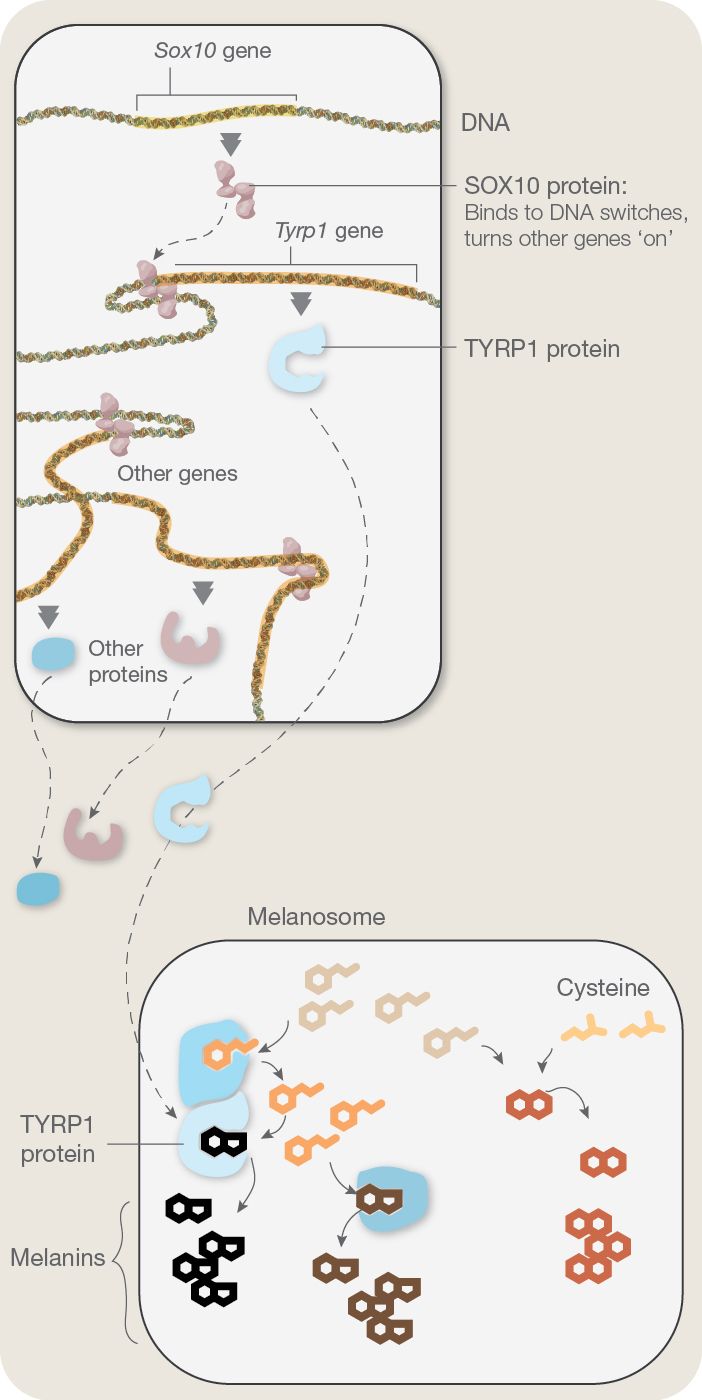 Sox10 gene
DNA
SOX10 protein:
Binds to DNA switches,
turns other genes ‘on’
Tyrp1 gene
TYRP1 protein
Other genes
Other
proteins
Melanosome
Cysteine
TYRP1
protein
Melanins